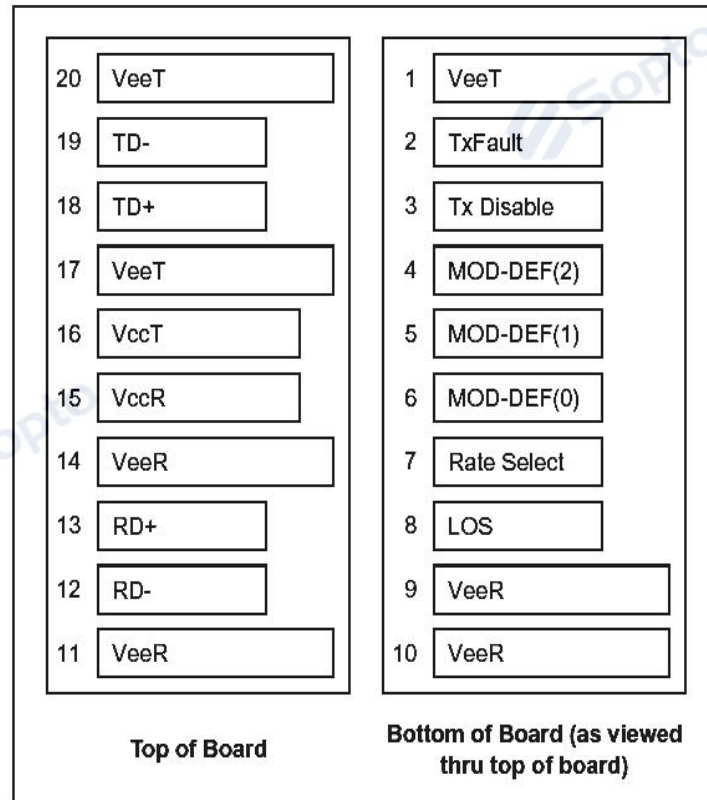 20 VeeT
19 TD-
18 TD+
17 VeeT
16 VccT
15 VccR
14 VeeR
13 RD+
12 RD-
11 VeeR
Top of Board
1 VeeT
2 TxFault
3 Tx Disable
4 MOD-DEF(2)
5 MOD-DEF(1)
6 MOD-DEF(0)
7 Rate Select
8 LOS
9 VeeR
10 VeeR
Bottom of Board (as viewed
thru top of board)
Sopto
Sopto